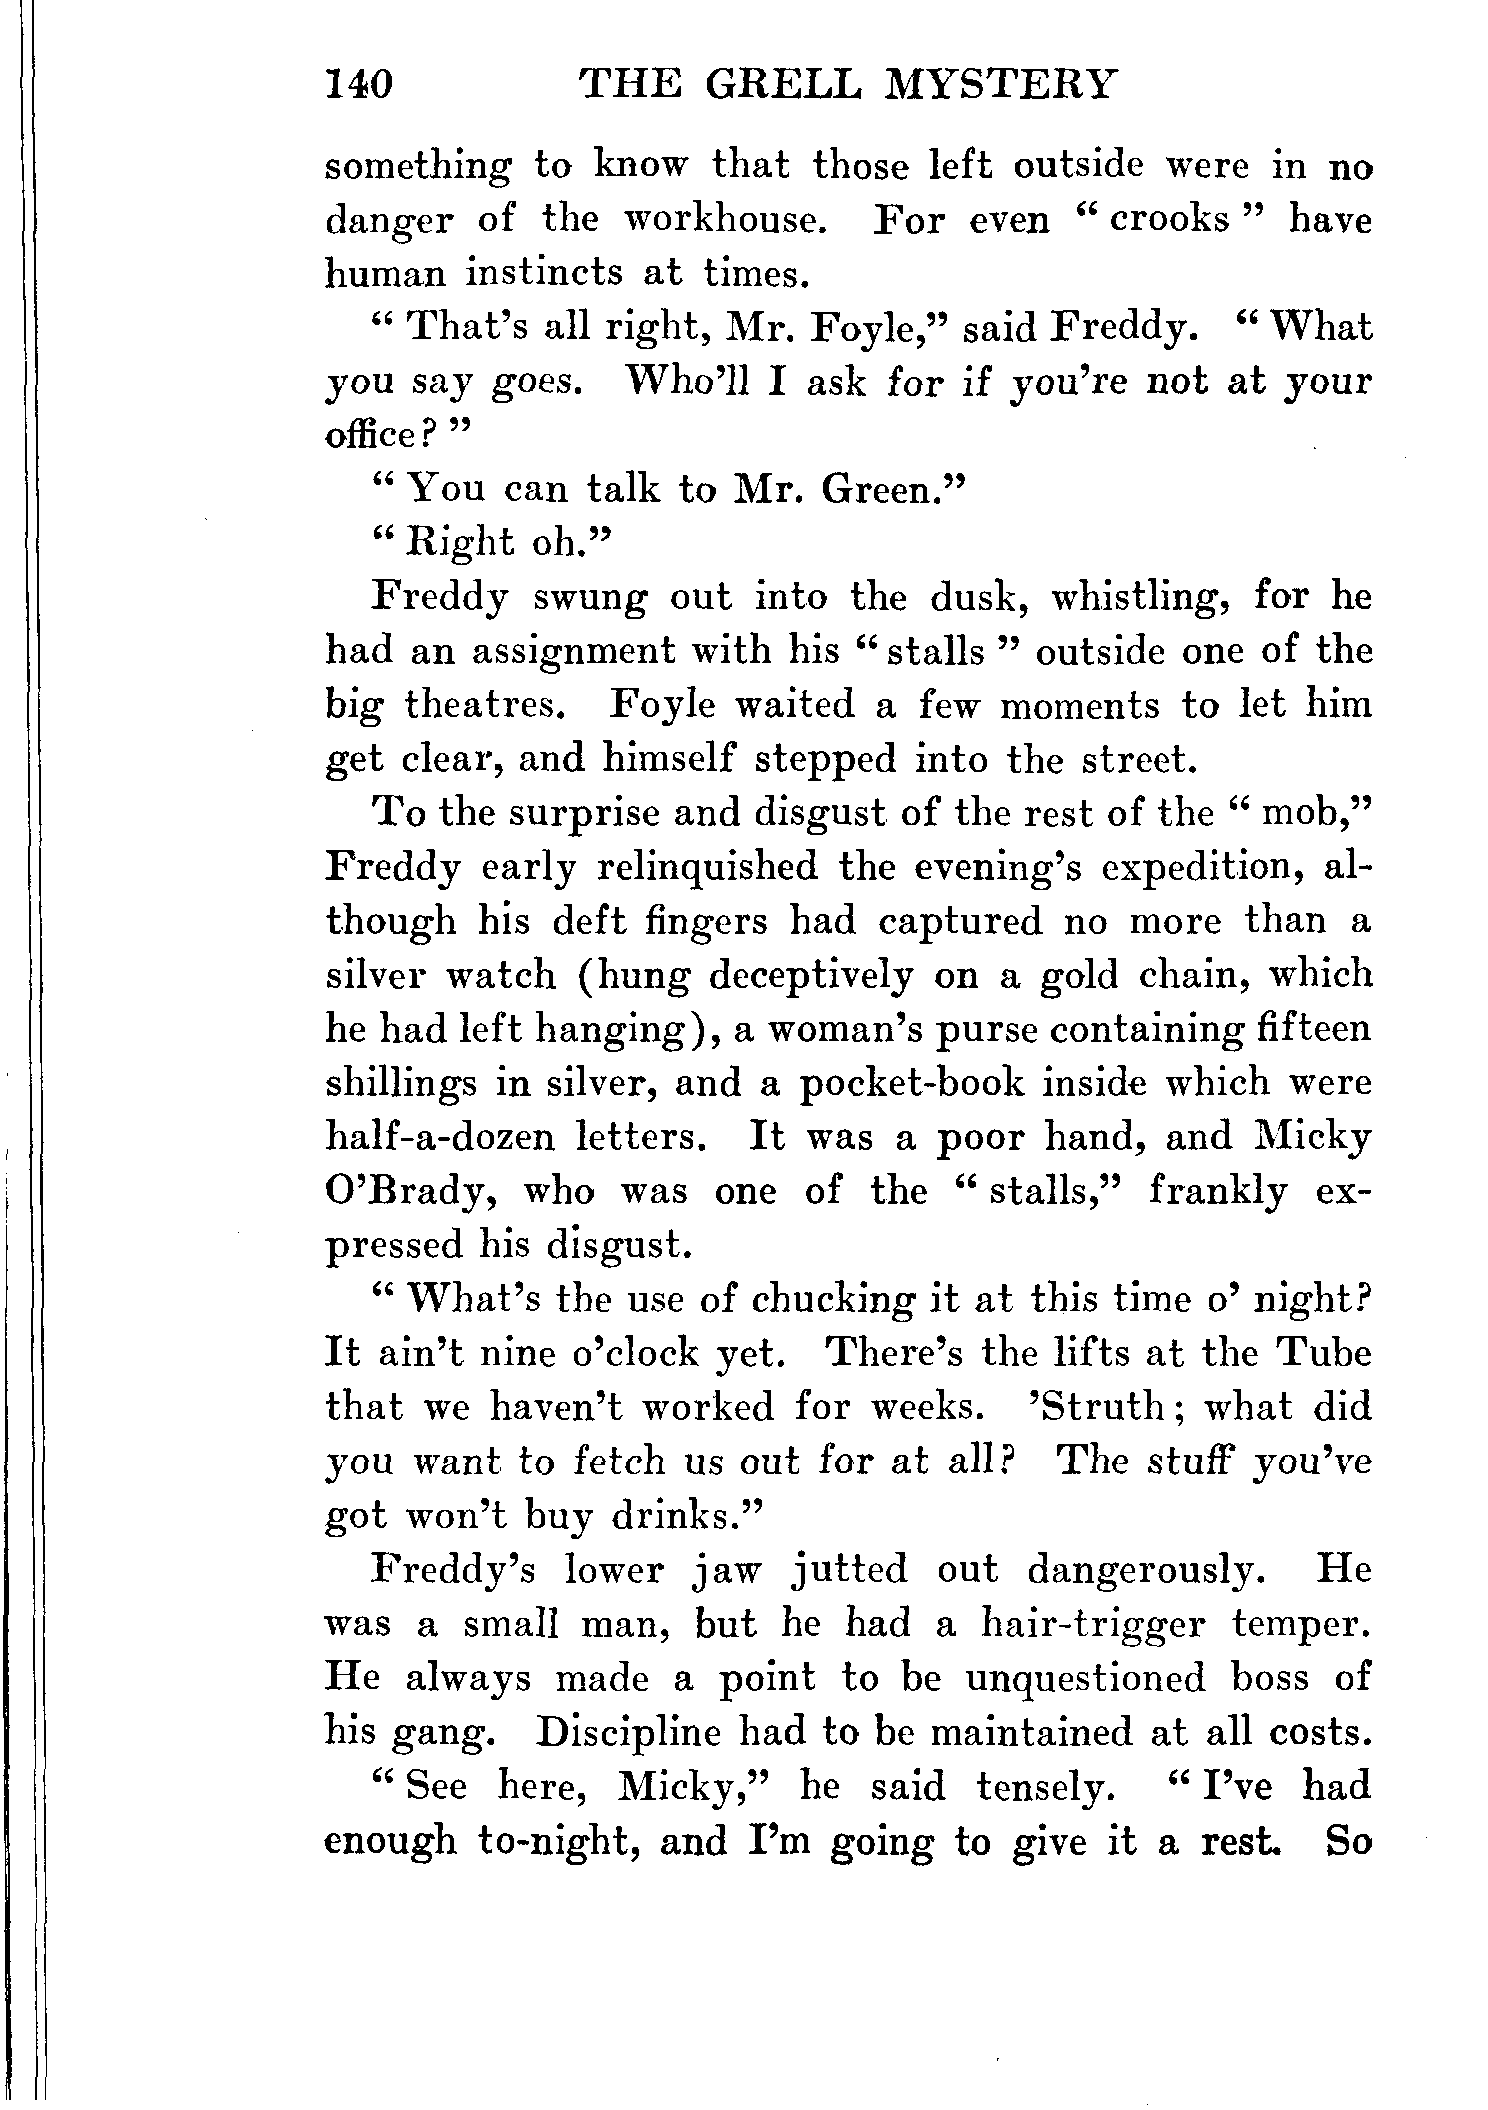 140 THE GRELL MYSTERY
something to know that those left outside were in no
danger of the workhouse. For even “ crooks ” have
human instincts at times.
“ That’s all right, Mr. Foyle,” said Freddy. “ What
you say goes. Who’ll I ask for if you’re not at your
office? ”
“ You can talk to Mr. Green.”
“ Right oh.”
Freddy swung out into the dusk, whistling, for he
had an assignment with his “ stalls ” outside one of the
big theatres. Foyle waited a few moments to let him
get clear, and himself stepped into the street.
To the surprise and disgust of the rest of the “ mob,”
Freddy early relinquished the evening’s expedition, al-
though his deft fingers had captured no more than a
silver watch (hung deceptively on a gold chain, which
he had left hanging), a woman’s purse containing fifteen
shillings in silver, and a pocket-book inside which were
half-a-dozen letters. It was a poor hand, and Micky
O’Brady, who was one of the “ stalls,” frankly ex-
pressed his disgust.
“ What’s the use of chucking it at this time o’ night?
It ain’t nine o’clock yet. There’s the lifts at the Tube
that we haven’t worked for weeks. ’Struth; what did
you want to fetch us out for at all? The stuff you’ve
got won’t buy drinks.”
Freddy’s lower jaw jutted out dangerously. He
was a small man, but he had a hair-trigger temper.
He always made a point to be unquestioned boss of
his gang. Discipline had to be maintained at all costs.
“ See here, Micky,” he said tensely. “ I’ve had
enough to-night, and I’m going to give it a rest. So